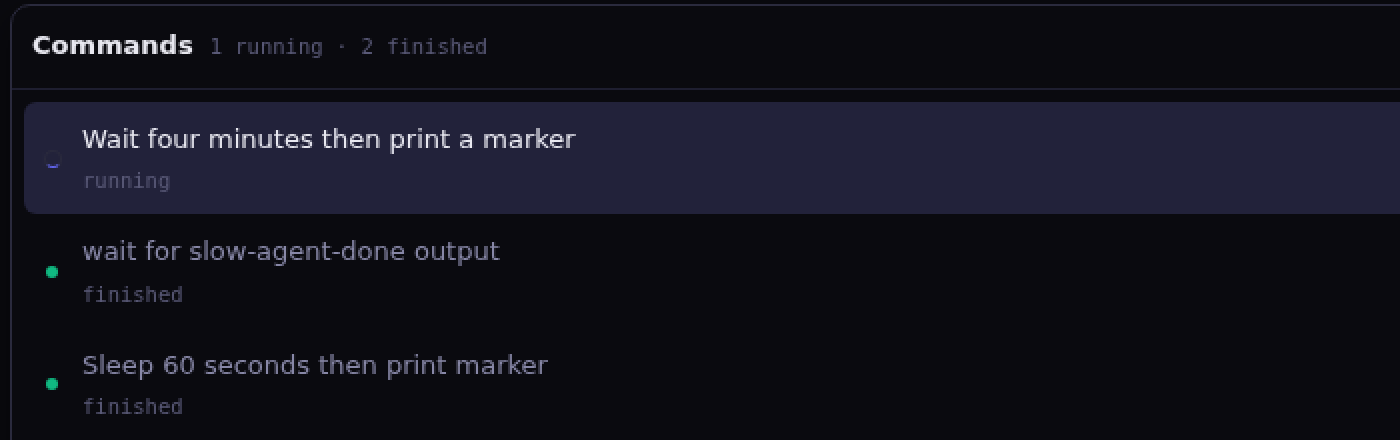 Commands 1 running · 2 finished
Wait four minutes then print a marker
running
wait for slow-agent-done output
finished
Sleep 60 seconds then print marker
finished